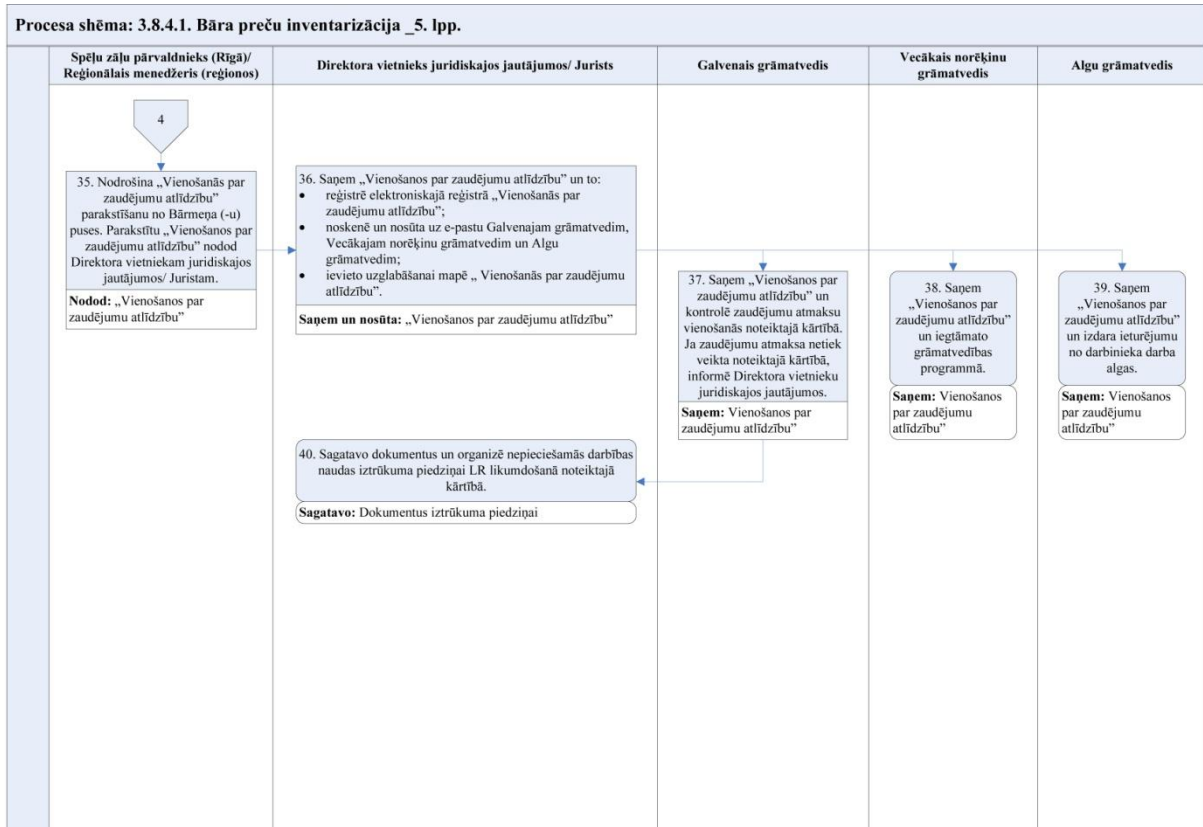 Procesa shēma: 3.8.4.1. Bāra preču inventarizācija _5. lpp.
Spēļu zāļu pārvaldnieks (Rīgā)/
Reģionālais menedžeris (reģionos)
Direktora vietnieks juridiskajos jautājumos/ Jurists
Galvenais grāmatvedis
Vecākais norēķinu
grāmatvedis
Algu grāmatvedis
4
35. Nodrošina „Vienošanās par
zaudējumu atlīdzību”
parakstīšanu no Bārmeņa (-u)
puses. Parakstītu „Vienošanos par
zaudējumu atlīdzību” nodod
Direktora vietniekam juridiskajos
jautājumos/ Juristam.
Nodod: „Vienošanos par
zaudējumu atlīdzību”
36. Saņem „Vienošanos par zaudējumu atlīdzību” un to:
• reģistrē elektroniskajā reģistrā „Vienošanās par
zaudējumu atlīdzību”;
• noskenē un nosūta uz e-pastu Galvenajam grāmatvedim,
Vecākajam norēķinu grāmatvedim un Algu
grāmatvedim;
• ievieto uzglabāšanai mapē „ Vienošanās par zaudējumu
atlīdzību”.
Saņem un nosūta: „Vienošanos par zaudējumu atlīdzību”
37. Saņem „Vienošanos par
zaudējumu atlīdzību” un
kontrolē zaudējumu atmaksu
vienošanās noteiktajā kārtībā.
Ja zaudējumu atmaksa netiek
veikta noteiktajā kārtībā,
informē Direktora vietnieku
juridiskajos jautājumos.
Saņem: Vienošanos par
zaudējumu atlīdzību”
38. Saņem
„Vienošanos par
zaudējumu atlīdzību”
un iegtāmato
grāmatvedības
programmā.
Saņem: Vienošanos
par zaudējumu
atlīdzību”
39. Saņem
„Vienošanos par
zaudējumu atlīdzību”
un izdara ieturējumu
no darbinieka darba
algas.
Saņem: Vienošanos
par zaudējumu
atlīdzību”
40. Sagatavo dokumentus un organizē nepieciešamās darbības
naudas iztrūkuma piedziņai LR likumdošanā noteiktajā
kārtībā.
Sagatavo: Dokumentus iztrūkuma piedziņai